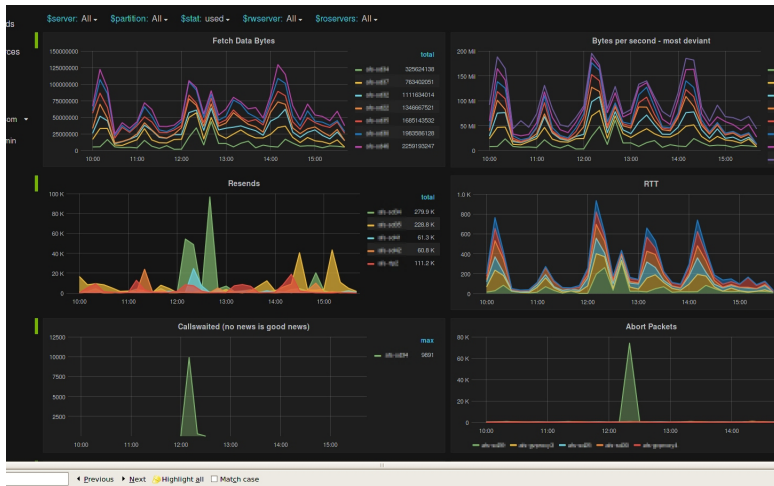 $server: All $partition: All $stat: used $rwserver: All $roservers: All
ds
rces
om
min
Fetch Data Bytes
150000000
125000000
100000000
75000000
50000000
25000000
0
10:00 11:00 12:00 13:00 14:00 15:00
total
325624138
763402051
1111634014
1346667521
1685143532
1963586128
2259193247
Bytes per second - most deviant
200 Mil
150 Mil
100 Mil
50 Mil
0
10:00 11:00 12:00 13:00 14:00 15:00
Resends
100 K
80 K
60 K
40 K
20 K
0
10:00 11:00 12:00 13:00 14:00 15:00
total
279.9 K
228.8 K
61.3 K
60.8 K
111.2 K
RTT
1.0 K
800
600
400
200
0
10:00 11:00 12:00 13:00 14:00 15:00
Callswaited (no news is good news)
12500
10000
7500
5000
2500
10:00 11:00 12:00 13:00 14:00 15:00
max
9891
Abort Packets
80 K
60 K
40 K
20 K
0
10:00 11:00 12:00 13:00 14:00
Previous Next Highlight all Match case